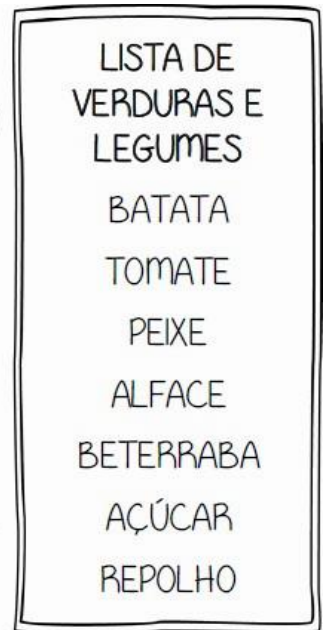 LISTA DE
VERDURAS E
LEGUMES
BATATA
TOMATE
PEIXE
ALFACE
BETERRABA
AÇÚCAR
REPOLHO